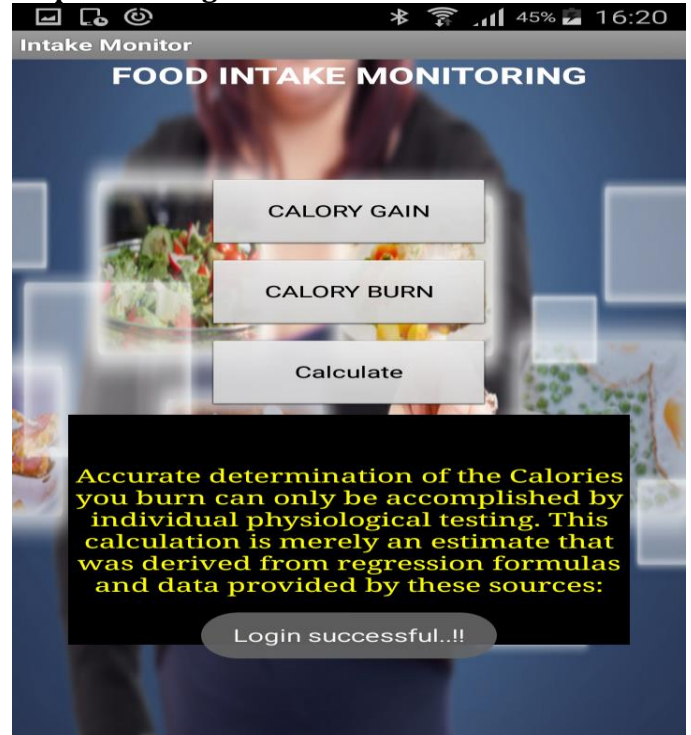 45% 16:20
Intake Monitor
FOOD INTAKE MONITORING
CALORY GAIN
CALORY BURN
Calculate
Accurate determination of the Calories
you burn can only be accomplished by
individual physiological testing. This
calculation is merely an estimate that
was derived from regression formulas
and data provided by these sources:
Login successful..!!